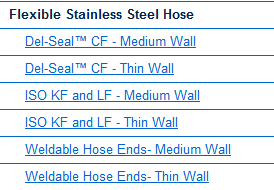 Flexible Stainless Steel Hose
Del-Seal™ CF - Medium Wall
Del-Seal™ CF - Thin Wall
ISO KF and LF - Medium Wall
ISO KF and LF - Thin Wall
Weldable Hose Ends- Medium Wall
Weldable Hose Ends- Thin Wall